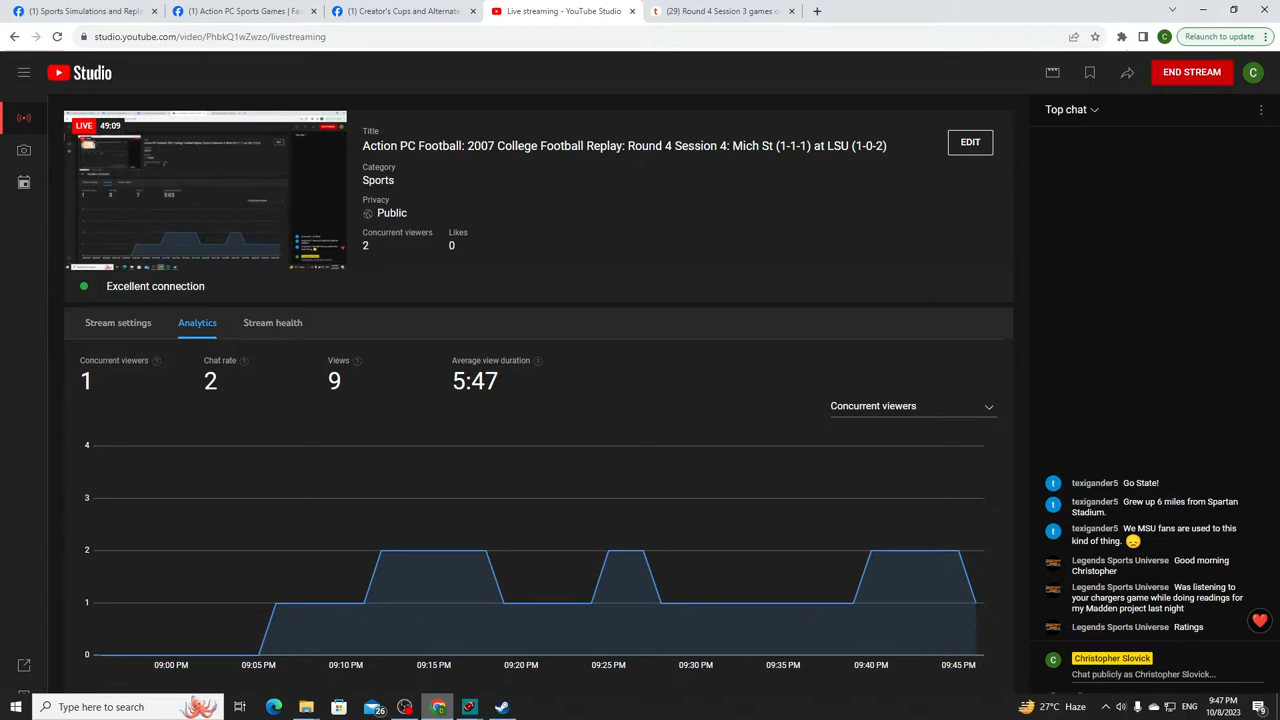 (1) Sports Simulations and Repla
(1) Action PC Sports Games | Fa
(1) Creator's Cups and Alternate
Live streaming - YouTube Studio
(29) Round 4 Session 3 games o
studio.youtube.com/video/PhbkQ1wZwzo/livestreaming
C
Relaunch to update
Studio
END STREAM
C
LIVE 49:09
Title
Action PC Football: 2007 College Football Replay: Round 4 Session 4: Mich St (1-1-1) at LSU (1-0-2)
EDIT
Category
Sports
Privacy
Public
Concurrent viewers Likes
2 0
Excellent connection
Stream settings Analytics Stream health
Concurrent viewers ? Chat rate ? Views ? Average view duration ?
1 2 9 5:47
Concurrent viewers
4
3
2
1
0
09:00 PM 09:05 PM 09:10 PM 09:15 PM 09:20 PM 09:25 PM 09:30 PM 09:35 PM 09:40 PM 09:45 PM
Top chat
t texigander5 Go State!
t texigander5 Grew up 6 miles from Spartan
Stadium.
t texigander5 We MSU fans are used to this
kind of thing. 😞
Legends Sports Universe Good morning
Christopher
Legends Sports Universe Was listening to
your chargers game while doing readings for
my Madden project last night
Legends Sports Universe Ratings
C Christopher Slovick
Chat publicly as Christopher Slovick...
Type here to search
26
27°C Haze
ENG
9:47 PM
10/8/2023
9